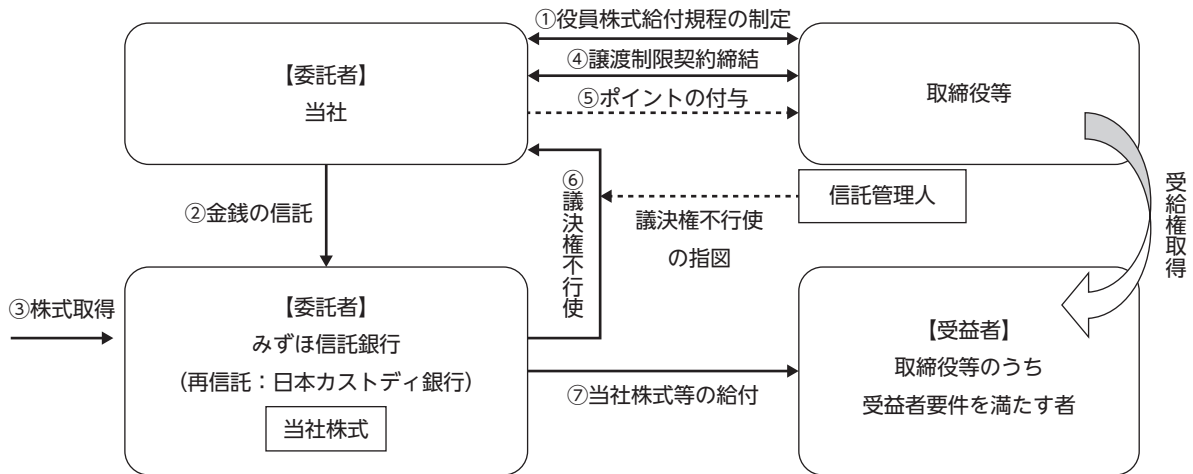 ①役員株式給付規程の制定
【委託者】
当社
④譲渡制限契約締結
⑤ポイントの付与
取締役等
②金銭の信託
⑥議決権不行使
信託管理人
議決権不行使
の指図
受給権取得
③株式取得
【委託者】
みずほ信託銀行
(再信託：日本カストディ銀行)
当社株式
⑦当社株式等の給付
【受益者】
取締役等のうち
受益者要件を満たす者